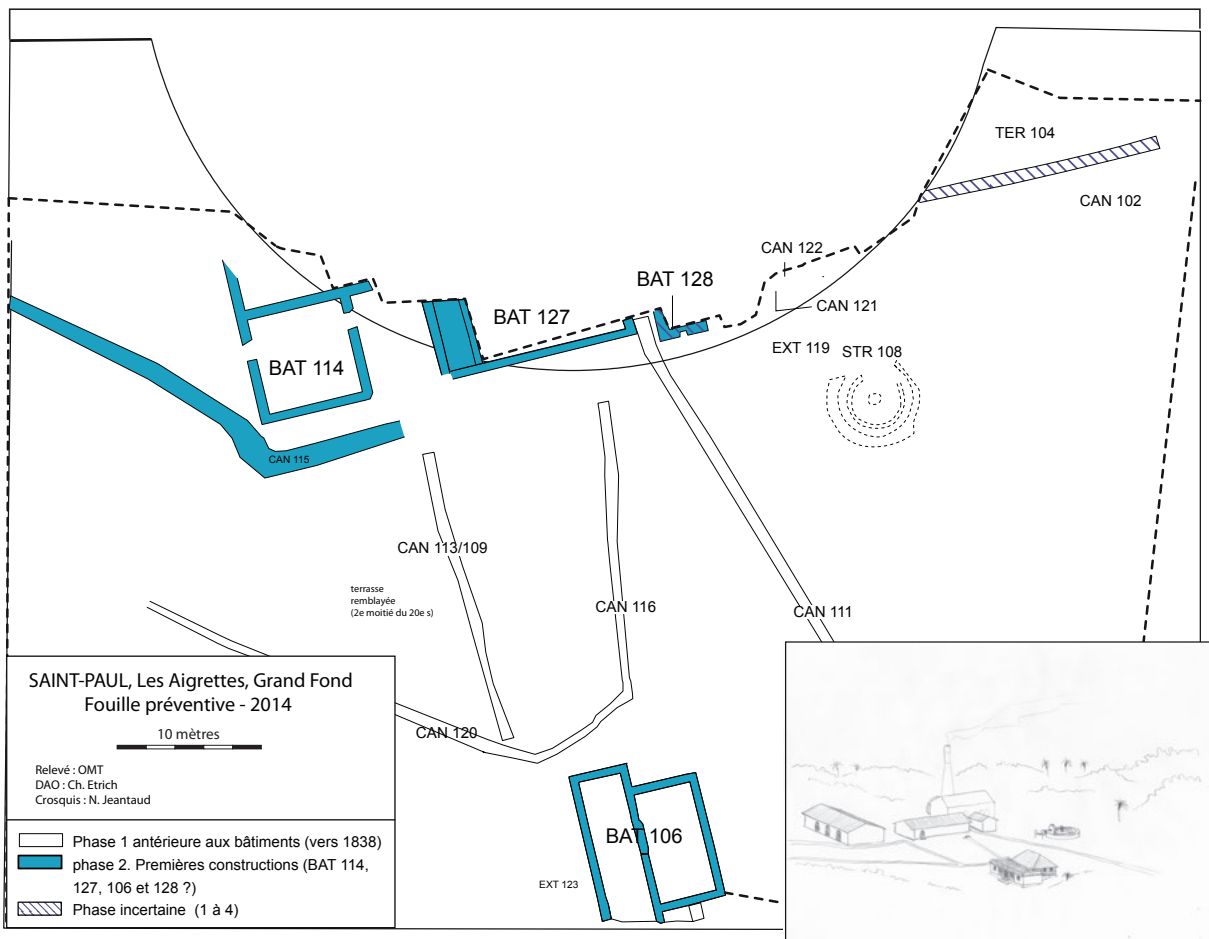 TER 104
CAN 102
CAN 122
BAT 128
CAN 121
BAT 127
EXT 119
STR 108
BAT 114
CAN 115
CAN 113/109
terrasse
remblayée
(2e moitié du 20e s)
CAN 116
CAN 111
CAN 120
BAT 106
EXT 123
SAINT-PAUL, Les Aigrettes, Grand Fond
Fouille préventive - 2014
10 mètres
Relevé : OMT
DAO : Ch. Etrich
Crosquis : N. Jeantaud
Phase 1 antérieure aux bâtiments (vers 1838)
phase 2. Premières constructions (BAT 114,
127, 106 et 128 ?)
Phase incertaine (1 à 4)